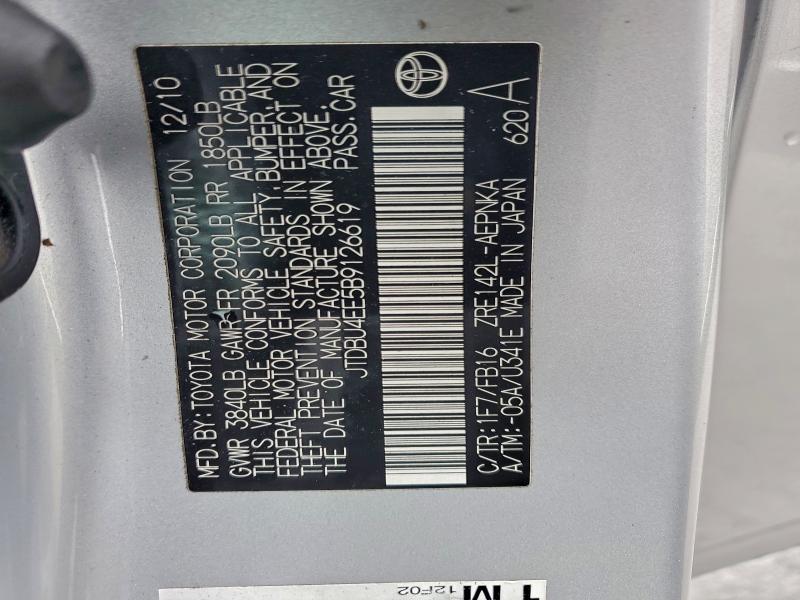 MFD.BY:TOYOTA MOTOR CORPORATION 12/10
GVWR 3840LB GAWR FR 2090LB RR 1850LB
THIS VEHICLE CONFORMS TO ALL APPLICABLE
FEDERAL MOTOR VEHICLE SAFETY, BUMPER, AND
THEFT PREVENTION STANDARDS IN EFFECT ON
THE DATE OF MANUFACTURE SHOWN ABOVE.
JTDBU4EE5B9126619 PASS.CAR
C/TR:1F7/FB16 ZRE142L-AEPNKA
A/TM:-05A/U341E MADE IN JAPAN 620 A
1M
12F02